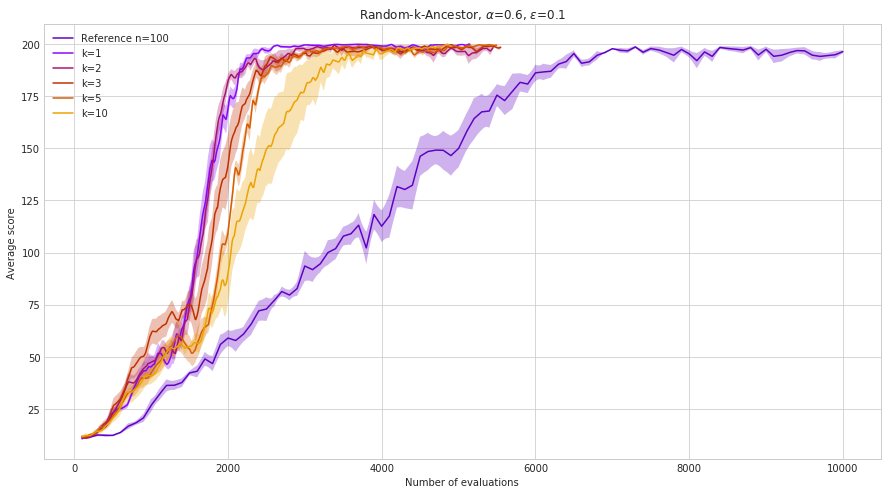 Random-k-Ancestor, α=0.6, ε=0.1
Reference n=100
k=1
k=2
k=3
k=5
k=10
Average score
200
175
150
125
100
75
50
25
0
2000
4000
6000
8000
10000
Number of evaluations